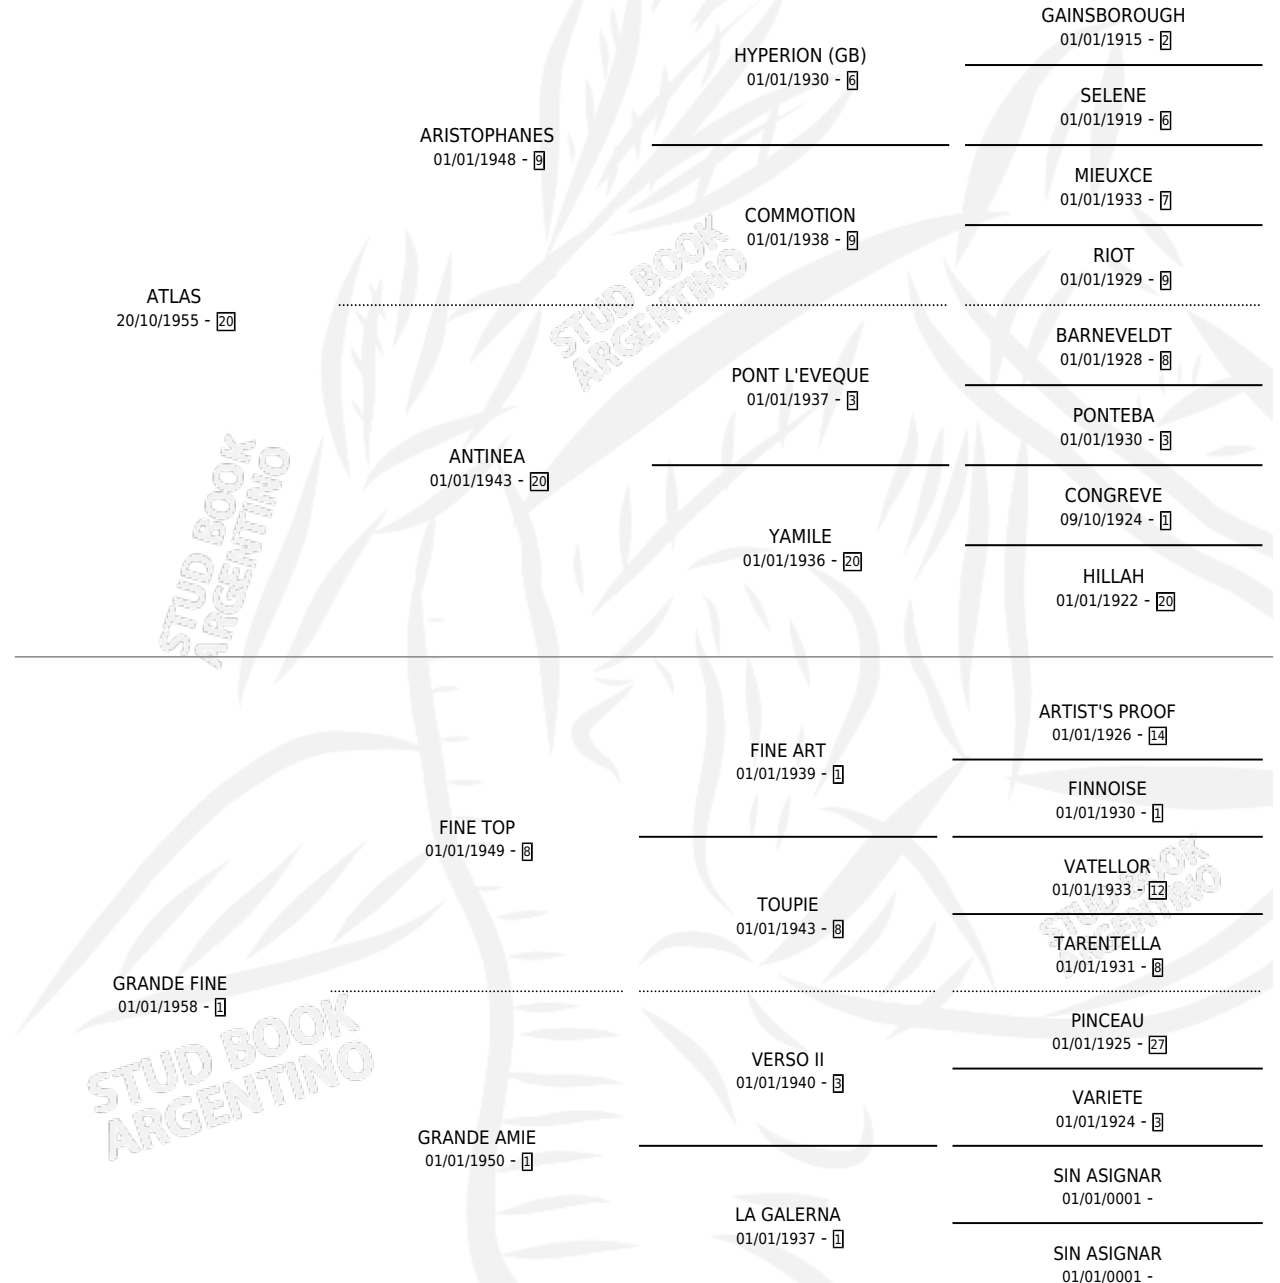 GAINSBOROUGH
01/01/1915 - 2
HYPERION (GB)
01/01/1930 - 6
SELENE
01/01/1919 - 6
ARISTOPHANES
01/01/1948 - 9
MIEUXCE
01/01/1933 - 7
COMMOTION
01/01/1938 - 9
RIOT
01/01/1929 - 9
ATLAS
20/10/1955 - 20
BARNEVELDT
01/01/1928 - 8
PONT L'EVEQUE
01/01/1937 - 3
PONTEBA
01/01/1930 - 3
ANTINEA
01/01/1943 - 20
CONGREVE
09/10/1924 - 1
YAMILE
01/01/1936 - 20
HILLAH
01/01/1922 - 20
ARTIST'S PROOF
01/01/1926 - 14
FINE ART
01/01/1939 - 1
FINNOISE
01/01/1930 - 1
FINE TOP
01/01/1949 - 8
VATELLOR
01/01/1933 - 12
TOUPIE
01/01/1943 - 8
TARENTELLA
01/01/1931 - 8
GRANDE FINE
01/01/1958 - 1
PINCEAU
01/01/1925 - 27
VERSO II
01/01/1940 - 3
VARIETE
01/01/1924 - 3
GRANDE AMIE
01/01/1950 - 1
SIN ASIGNAR
01/01/0001 -
LA GALERNA
01/01/1937 - 1
SIN ASIGNAR
01/01/0001 -
STUD BOOK
ARGENTINO
STUD BOOK
ARGENTINO
STUD BOOK
ARGENTINO
STUD BOOK
ARGENTINO